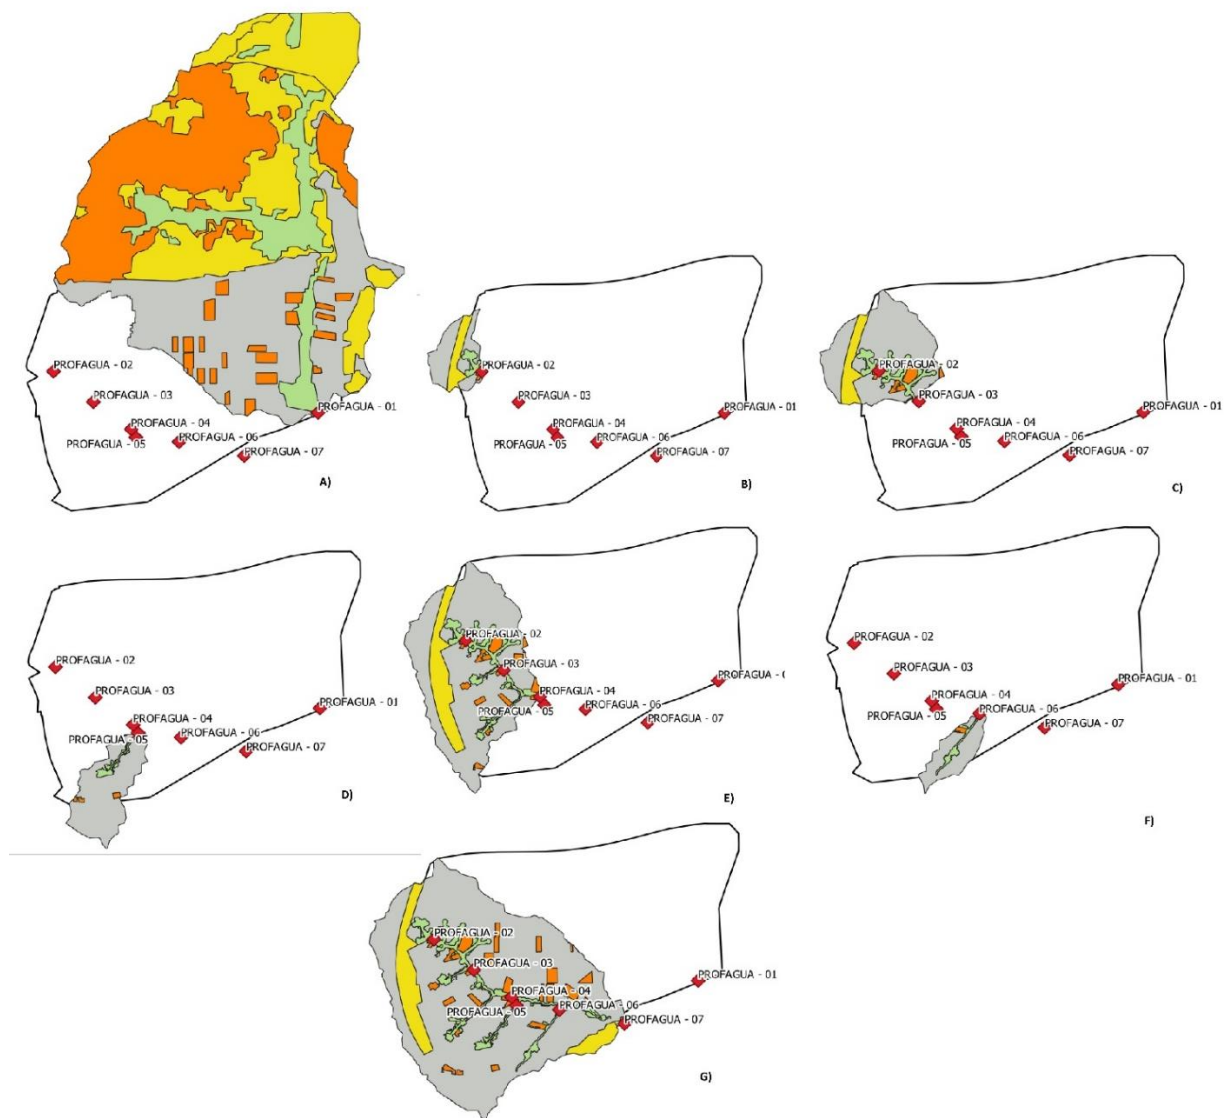 PROFAGUA - 02
PROFAGUA - 03
PROFAGUA - 01
PROFAGUA - 04
PROFAGUA - 05
PROFAGUA - 06
PROFAGUA - 07
A)
PROFAGUA - 02
PROFAGUA - 03
PROFAGUA - 01
PROFAGUA - 04
PROFAGUA - 05
PROFAGUA - 06
PROFAGUA - 07
B)
PROFAGUA - 02
PROFAGUA - 03
PROFAGUA - 01
PROFAGUA - 04
PROFAGUA - 05
PROFAGUA - 06
PROFAGUA - 07
C)
PROFAGUA - 02
PROFAGUA - 03
PROFAGUA - 01
PROFAGUA - 04
PROFAGUA - 05
PROFAGUA - 06
PROFAGUA - 07
D)
PROFAGUA - 02
PROFAGUA - 03
PROFAGUA - 0
PROFAGUA - 04
PROFAGUA - 05
PROFAGUA - 06
PROFAGUA - 07
E)
PROFAGUA - 02
PROFAGUA - 03
PROFAGUA - 01
PROFAGUA - 04
PROFAGUA - 05
PROFAGUA - 06
PROFAGUA - 07
F)
PROFAGUA - 02
PROFAGUA - 03
PROFAGUA - 01
PROFAGUA - 04
PROFAGUA - 05
PROFAGUA - 06
PROFAGUA - 07
G)